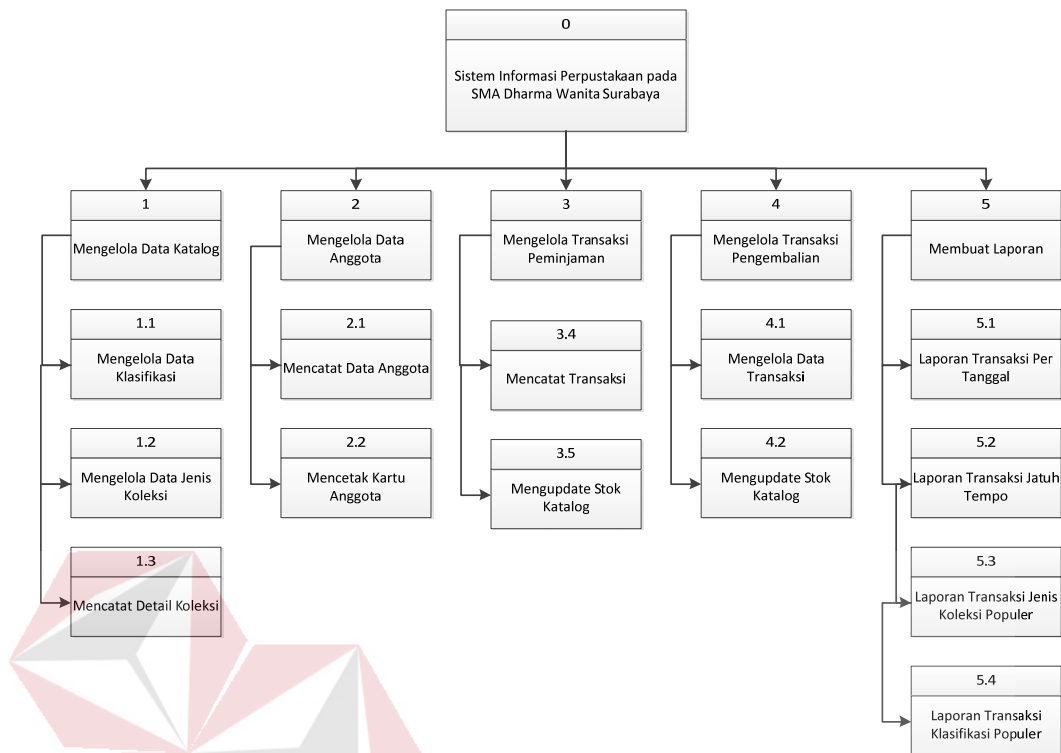 0
Sistem Informasi Perpustakaan pada
SMA Dharma Wanita Surabaya
1
Mengelola Data Katalog
2
Mengelola Data
Anggota
3
Mengelola Transaksi
Peminjaman
4
Mengelola Transaksi
Pengembalian
5
Membuat Laporan
1.1
Mengelola Data
Klasifikasi
2.1
Mencatat Data Anggota
3.4
Mencatat Transaksi
4.1
Mengelola Data
Transaksi
5.1
Laporan Transaksi Per
Tanggal
1.2
Mengelola Data Jenis
Koleksi
2.2
Mencetak Kartu
Anggota
3.5
Mengupdate Stok
Katalog
4.2
Mengupdate Stok
Katalog
5.2
Laporan Transaksi Jatuh
Tempo
1.3
Mencatat Detail Koleksi
5.3
Laporan Transaksi Jenis
Koleksi Populer
5.4
Laporan Transaksi
Klasifikasi Populer